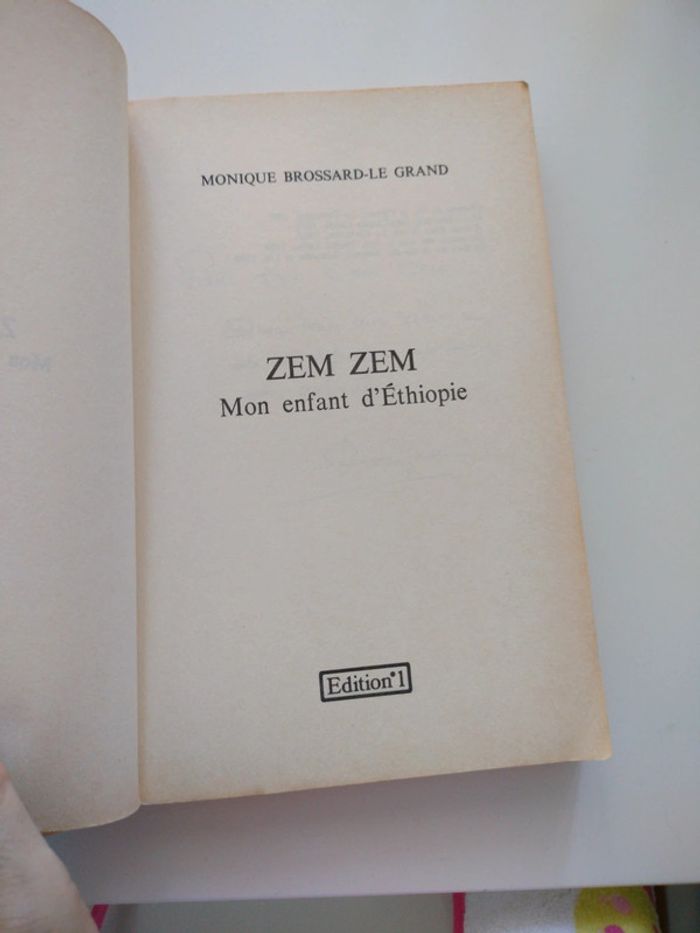 MONIQUE BROSSARD-LE GRAND
ZEM ZEM
Mon enfant d'Éthiopie
Edition°1